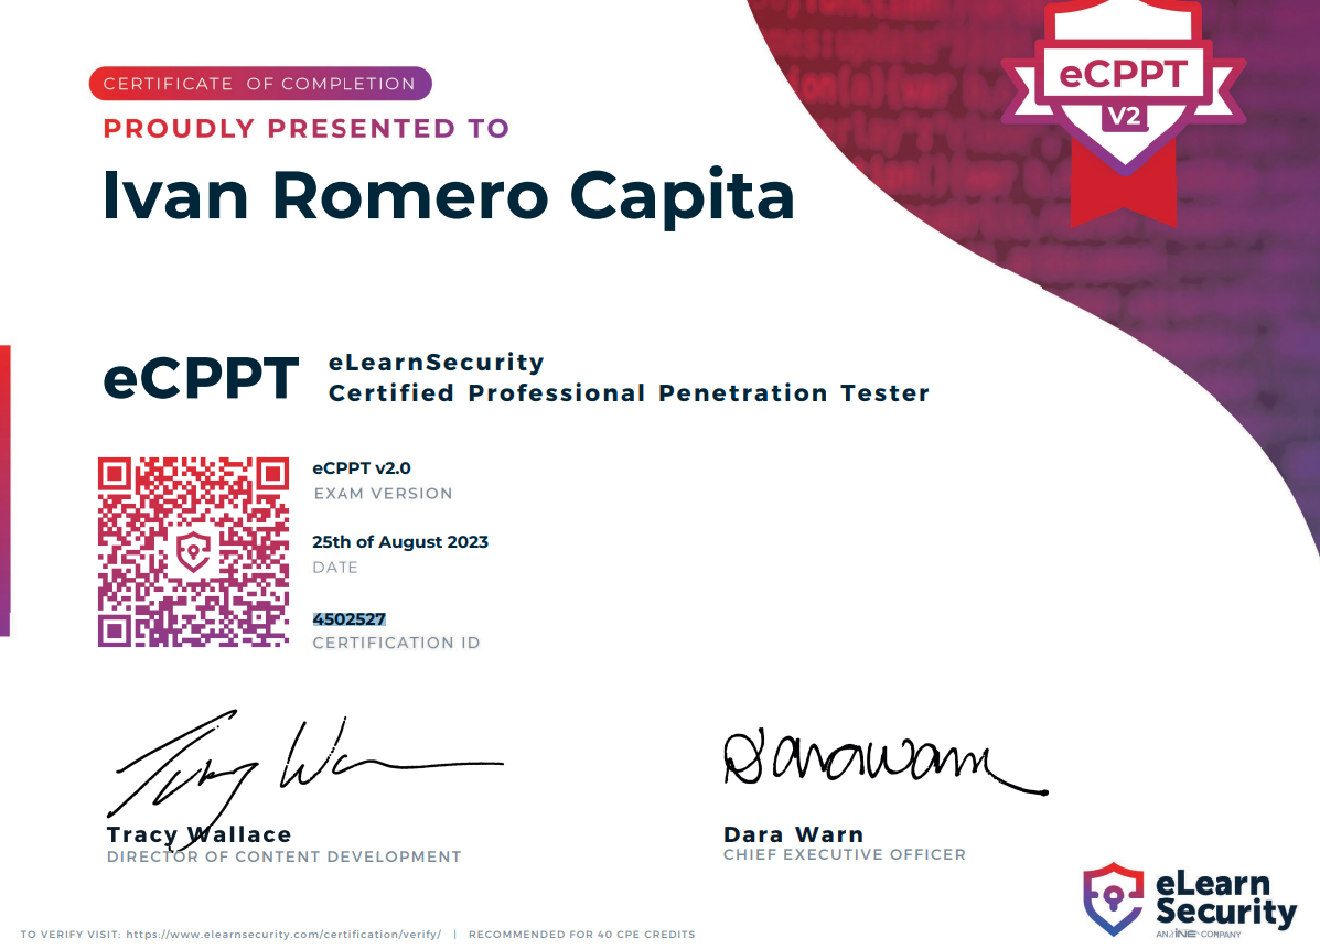 CERTIFICATE OF COMPLETION
PROUDLY PRESENTED TO
Ivan Romero Capita
eCPPT
V2
eCPPT
eLearnSecurity
Certified Professional Penetration Tester
eCPPT v2.0
EXAM VERSION
25th of August 2023
DATE
4502527
CERTIFICATION ID
Tracy Wallace
DIRECTOR OF CONTENT DEVELOPMENT
Dara Warn
CHIEF EXECUTIVE OFFICER
eLearn
Security
AN INE COMPANY
TO VERIFY VISIT: https://www.elearnsecurity.com/certification/verify/ | RECOMMENDED FOR 40 CPE CREDITS